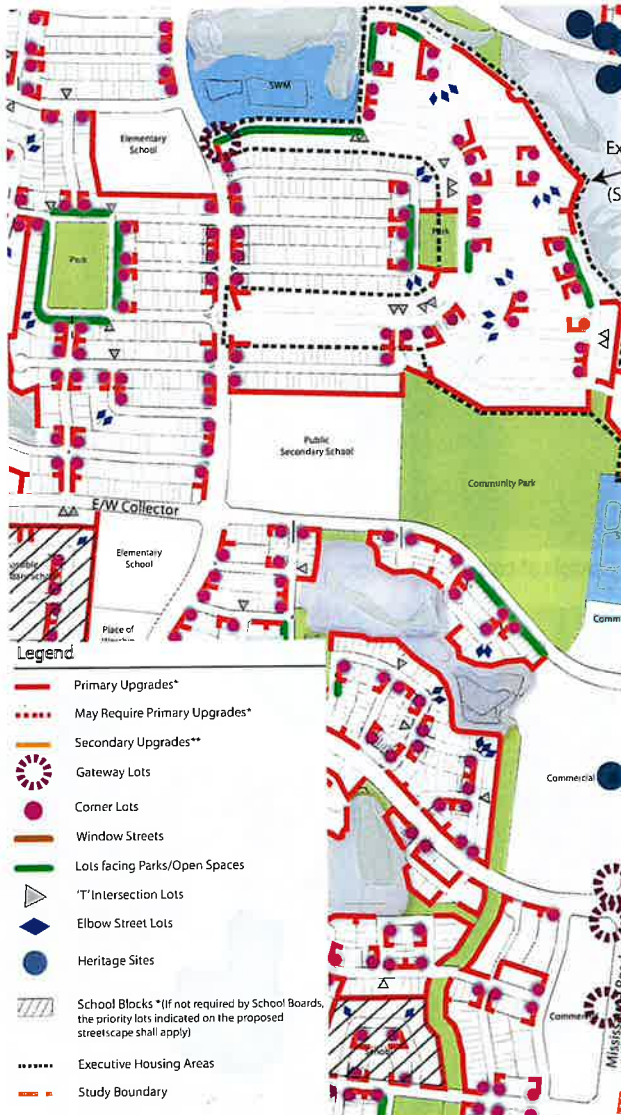 SWM
Elementary
School
Ex
(S
Park
Park
Public
Secondary School
Community Park
E/W Collector
Elementary
School
Place of
Comm
Legend
Primary Upgrades*
May Require Primary Upgrades*
Secondary Upgrades**
Gateway Lots
Commercial
Corner Lots
Window Streets
Lots facing Parks/Open Spaces
'T' Intersection Lots
Elbow Street Lots
Heritage Sites
School Blocks *(If not required by School Boards,
the priority lots indicated on the proposed
streetscape shall apply)
Executive Housing Areas
Study Boundary
School